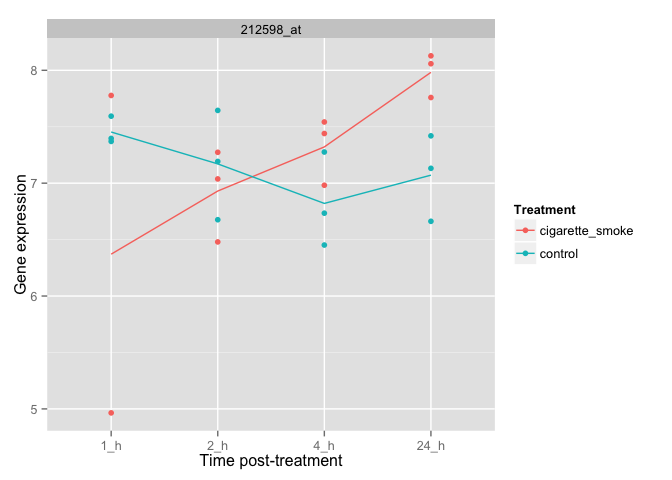 212598_at
Gene expression
8
7
6
5
1_h 2_h 4_h 24_h
Time post-treatment
Treatment
cigarette_smoke
control